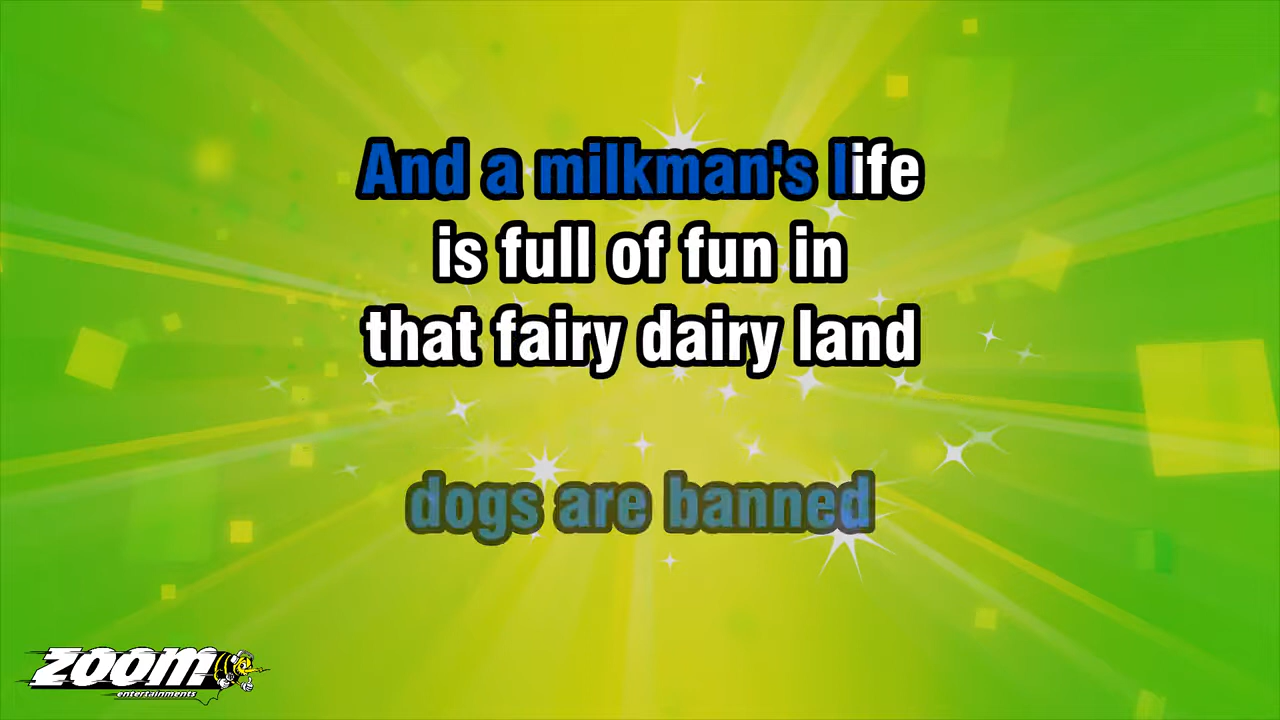 And a milkman's life
is full of fun in
that fairy dairy land
dogs are banned
ZOOM
entertainments